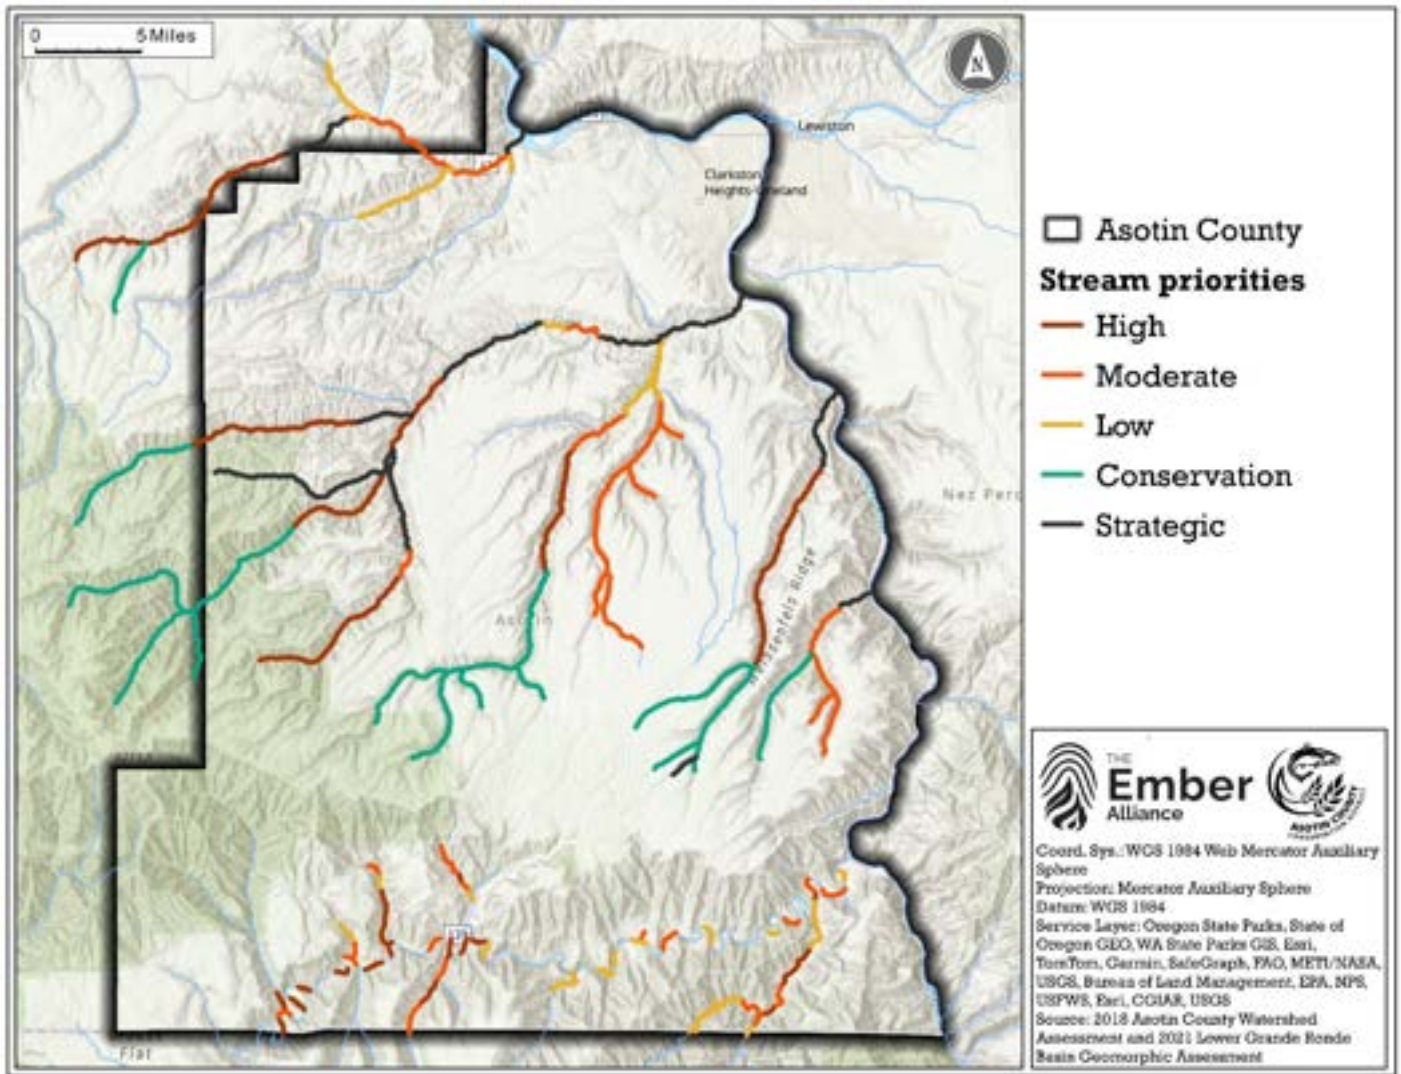 0 5 Miles
N
Lewiston
Clarkston
Heights-Vineland
Asotin County
Stream priorities
High
Moderate
Low
Conservation
Strategic
Nez Perc
Weissenfels Ridge
Asotin
Flat
THE
Ember
Alliance
ASOTIN COUNTY
Coord. Sys.: WGS 1984 Web Mercator Auxiliary
Sphere
Projection: Mercator Auxiliary Sphere
Datum: WGS 1984
Service Layer: Oregon State Parks, State of
Oregon GEO, WA State Parks GIS, Esri,
TomTom, Garmin, SafeGraph, FAO, METI/NASA,
USGS, Bureau of Land Management, EPA, NPS,
USFWS, Esri, CGIAR, USGS
Source: 2018 Asotin County Watershed
Assessment and 2021 Lower Grande Ronde
Basin Geomorphic Assessment